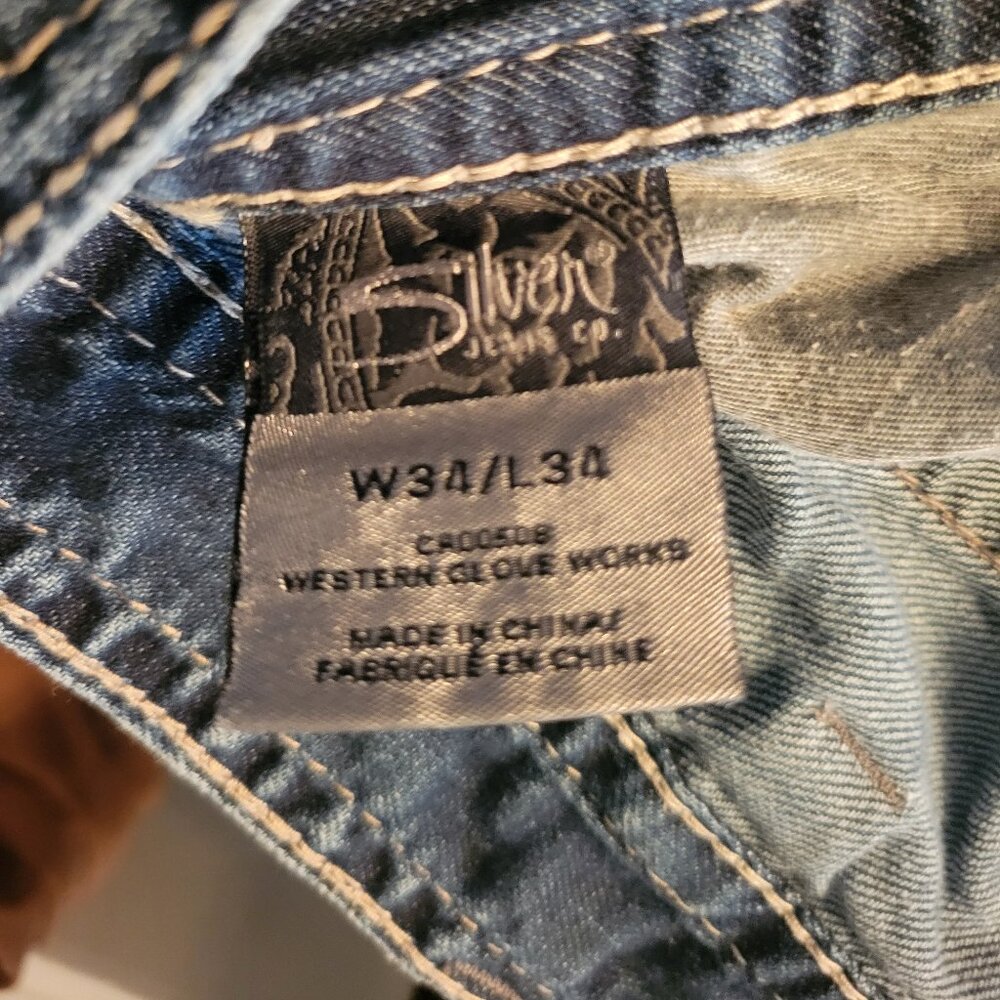 Silver®
JEANS CO.
W34/L34
CA00508
WESTERN GLOVE WORKS
MADE IN CHINA/
FABRIQUÉ EN CHINE